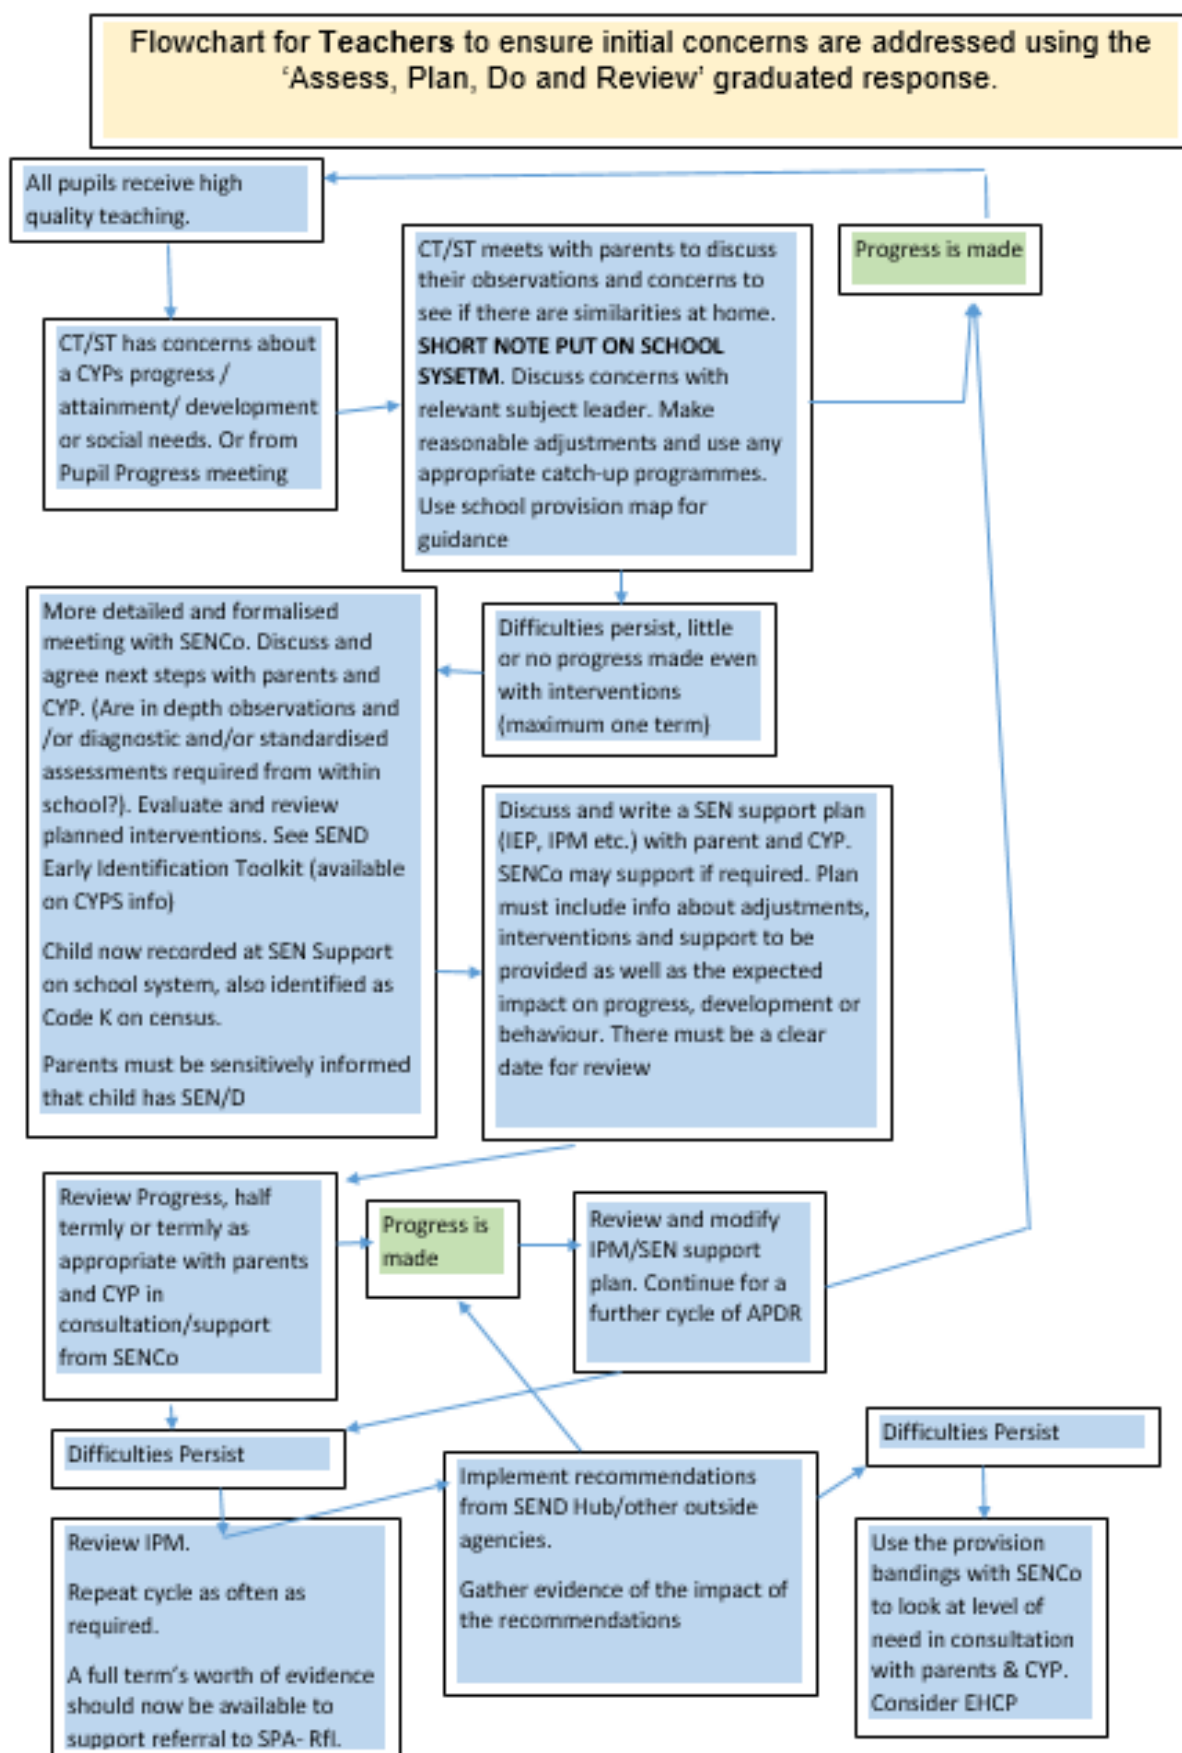 Flowchart for Teachers to ensure initial concerns are addressed using the
‘Assess, Plan, Do and Review’ graduated response.
All pupils receive high
quality teaching.
CT/ST meets with parents to discuss
their observations and concerns to
see if there are similarities at home.
SHORT NOTE PUT ON SCHOOL
SYSETM. Discuss concerns with
relevant subject leader. Make
reasonable adjustments and use any
appropriate catch-up programmes.
Use school provision map for
guidance
Progress is made
CT/ST has concerns about
a CYPs progress /
attainment/ development
or social needs. Or from
Pupil Progress meeting
Difficulties persist, little
or no progress made even
with interventions
(maximum one term)
More detailed and formalised
meeting with SENCo. Discuss and
agree next steps with parents and
CYP. (Are in depth observations and
/or diagnostic and/or standardised
assessments required from within
school?). Evaluate and review
planned interventions. See SEND
Early Identification Toolkit (available
on CYPS info)
Child now recorded at SEN Support
on school system, also identified as
Code K on census.
Parents must be sensitively informed
that child has SEN/D
Discuss and write a SEN support plan
(IEP, IPM etc.) with parent and CYP.
SENCo may support if required. Plan
must include info about adjustments,
interventions and support to be
provided as well as the expected
impact on progress, development or
behaviour. There must be a clear
date for review
Review Progress, half
termly or termly as
appropriate with parents
and CYP in
consultation/support
from SENCo
Progress is
made
Review and modify
IPM/SEN support
plan. Continue for a
further cycle of APDR
Difficulties Persist
Review IPM.
Repeat cycle as often as
required.
A full term’s worth of evidence
should now be available to
support referral to SPA- RfI.
Implement recommendations
from SEND Hub/other outside
agencies.
Gather evidence of the impact of
the recommendations
Difficulties Persist
Use the provision
bandings with SENCo
to look at level of
need in consultation
with parents & CYP.
Consider EHCP